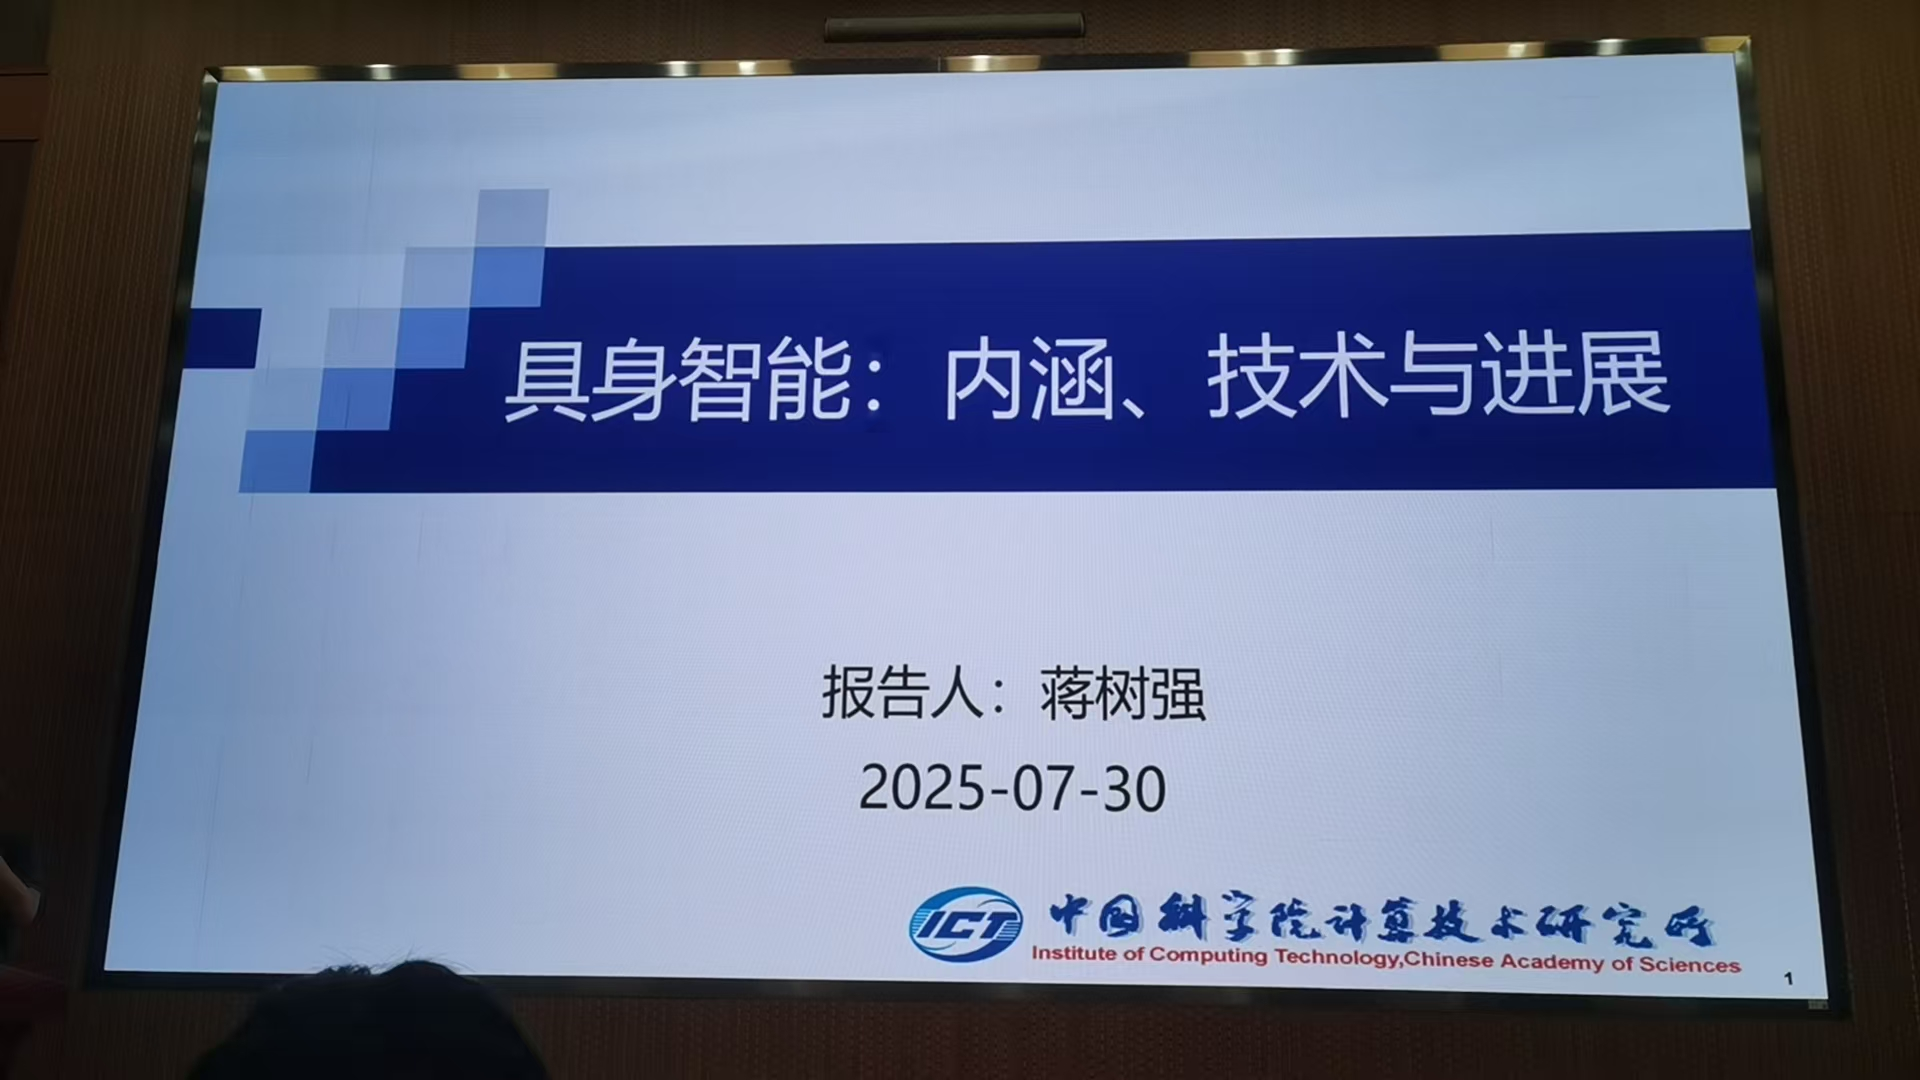 具身智能：内涵、技术与进展
报告人：蒋树强
2025-07-30
ICT
中国科学院计算技术研究所
Institute of Computing Technology,Chinese Academy of Sciences
1